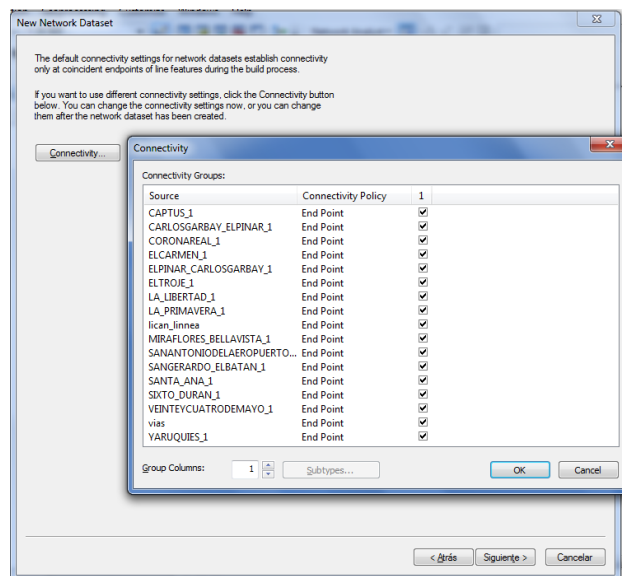 New Network Dataset
The default connectivity settings for network datasets establish connectivity
only at coincident endpoints of line features during the build process.
If you want to use different connectivity settings, click the Connectivity button
below. You can change the connectivity settings now, or you can change
them after the network dataset has been created.
Connectivity...
Connectivity
Connectivity Groups:
Source Connectivity Policy 1
CAPTUS_1 End Point
CARLOSGARBAY_ELPINAR_1 End Point
CORONAREAL_1 End Point
ELCARMEN_1 End Point
ELPINAR_CARLOSGARBAY_1 End Point
ELTROJE_1 End Point
LA_LIBERTAD_1 End Point
LA_PRIMAVERA_1 End Point
lican_linnea End Point
MIRAFLORES_BELLAVISTA_1 End Point
SANANTONIODELAEROPUERTO... End Point
SANGERARDO_ELBATAN_1 End Point
SANTA_ANA_1 End Point
SIXTO_DURAN_1 End Point
VEINTEYCUATRODEMAYO_1 End Point
vias End Point
YARUQUIES_1 End Point
Group Columns: 1 Subtypes... OK Cancel
< Atrás Siguiente > Cancelar